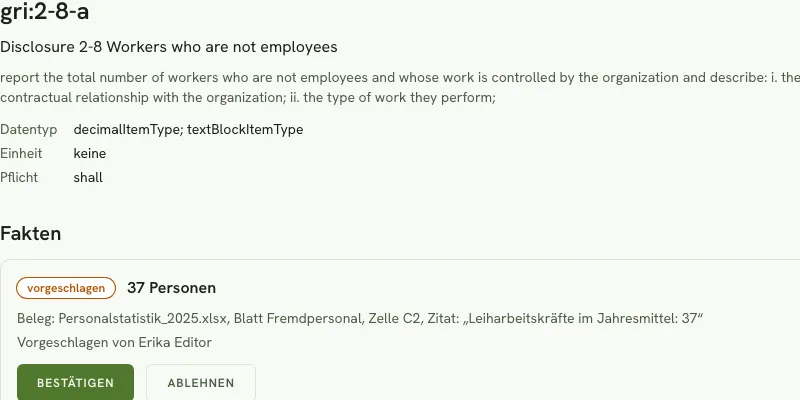 gri:2-8-a
Disclosure 2-8 Workers who are not employees
report the total number of workers who are not employees and whose work is controlled by the organization and describe: i. the
contractual relationship with the organization; ii. the type of work they perform;
Datentyp decimalItemType; textBlockItemType
Einheit keine
Pflicht shall
Fakten
vorgeschlagen 37 Personen
Beleg: Personalstatistik_2025.xlsx, Blatt Fremdpersonal, Zelle C2, Zitat: „Leiharbeitskräfte im Jahresmittel: 37“
Vorgeschlagen von Erika Editor
BESTÄTIGEN ABLEHNEN